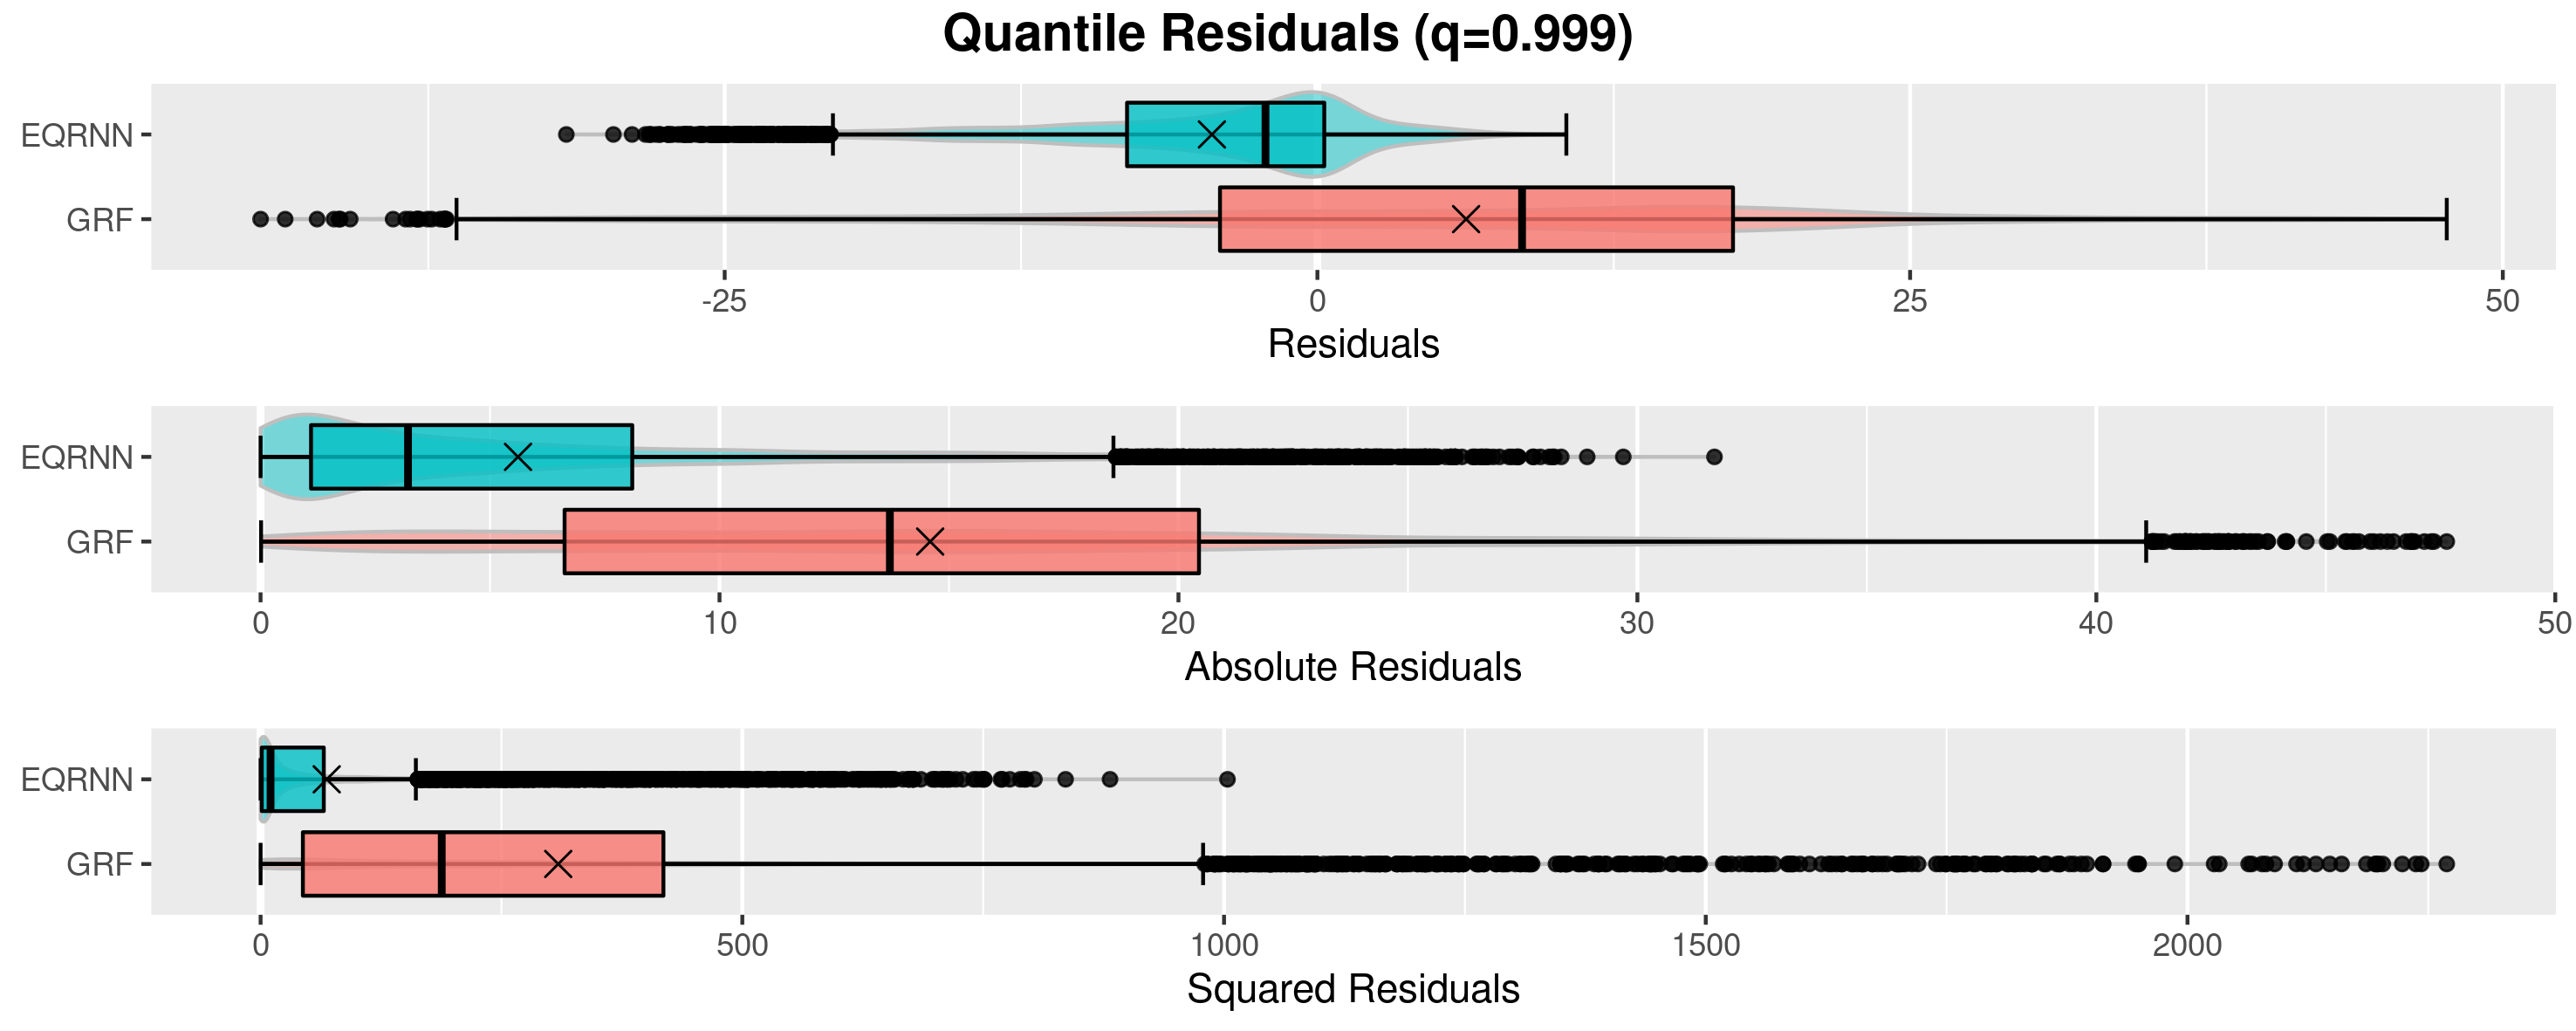 Quantile Residuals (q=0.999)
EQRNN
GRF
-25 0 25 50
Residuals
EQRNN
GRF
0 10 20 30 40 50
Absolute Residuals
EQRNN
GRF
0 500 1000 1500 2000
Squared Residuals